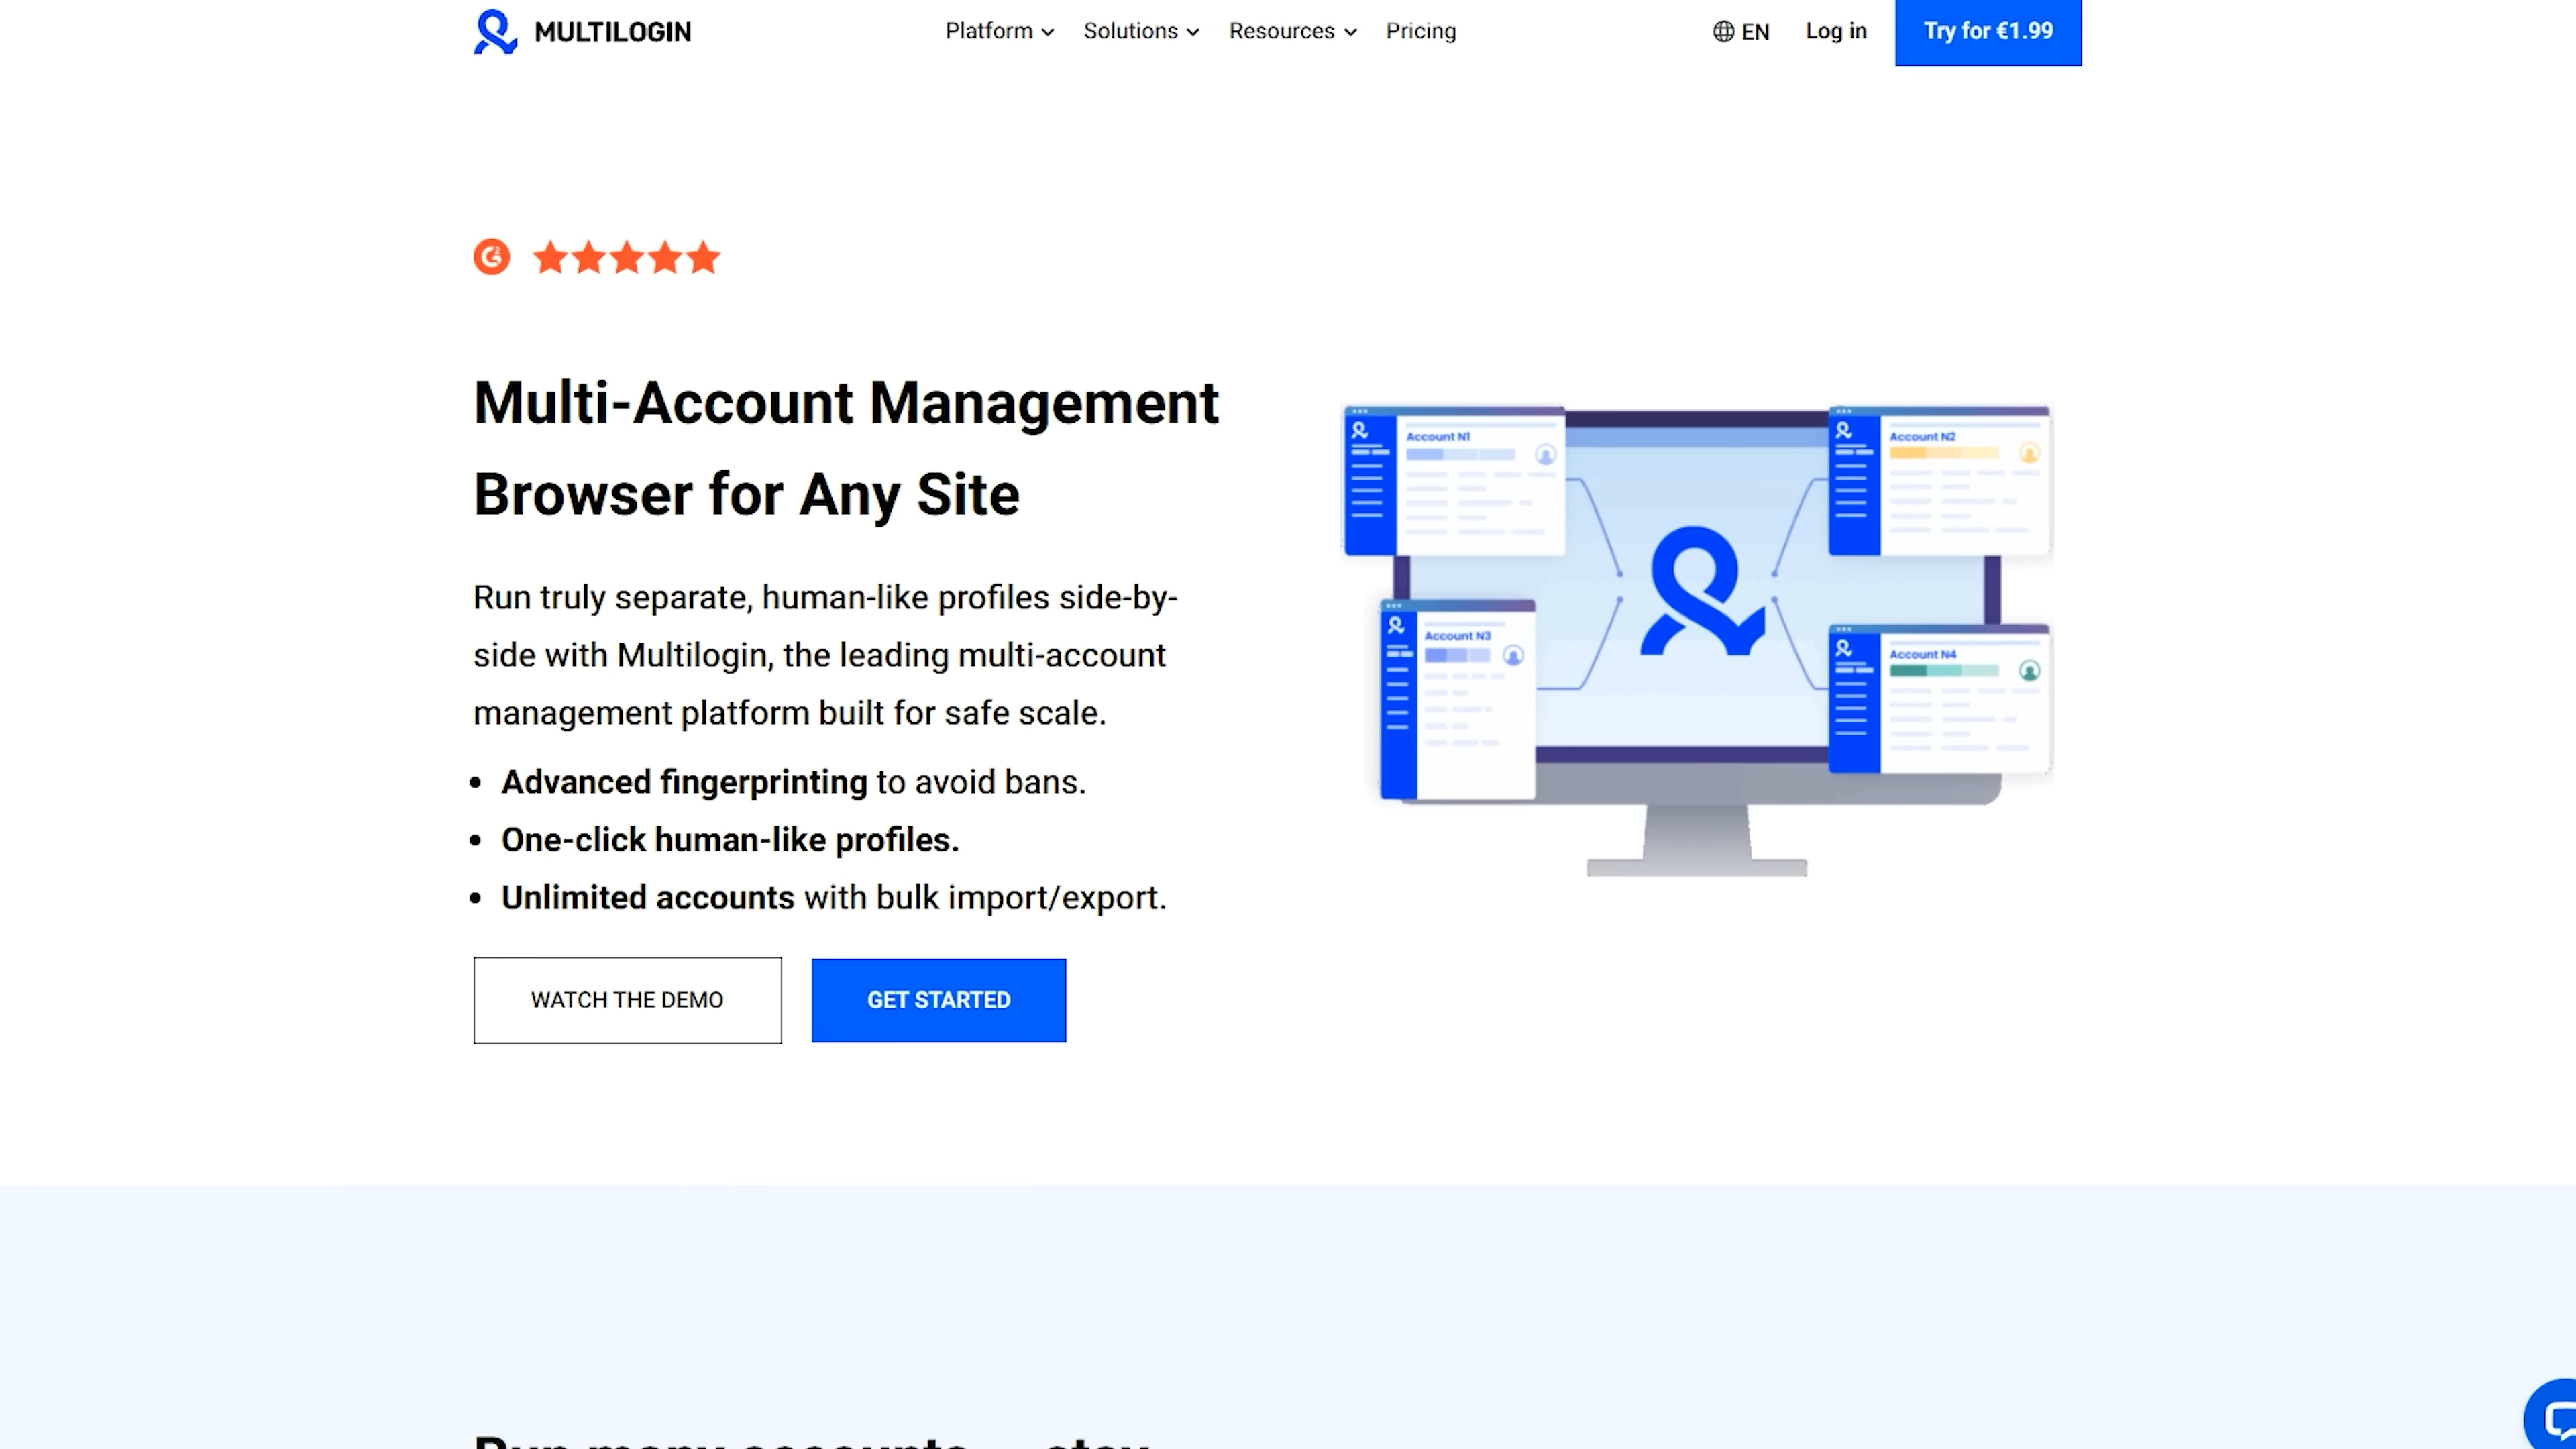 MULTILOGIN
Platform
Solutions
Resources
Pricing
EN
Log in
Try for €1.99
Multi-Account Management
Browser for Any Site
Run truly separate, human-like profiles side-by-
side with Multilogin, the leading multi-account
management platform built for safe scale.
• Advanced fingerprinting to avoid bans.
• One-click human-like profiles.
• Unlimited accounts with bulk import/export.
WATCH THE DEMO
GET STARTED
Account N1
Account N2
Account N3
Account N4
Run many accounts — stay